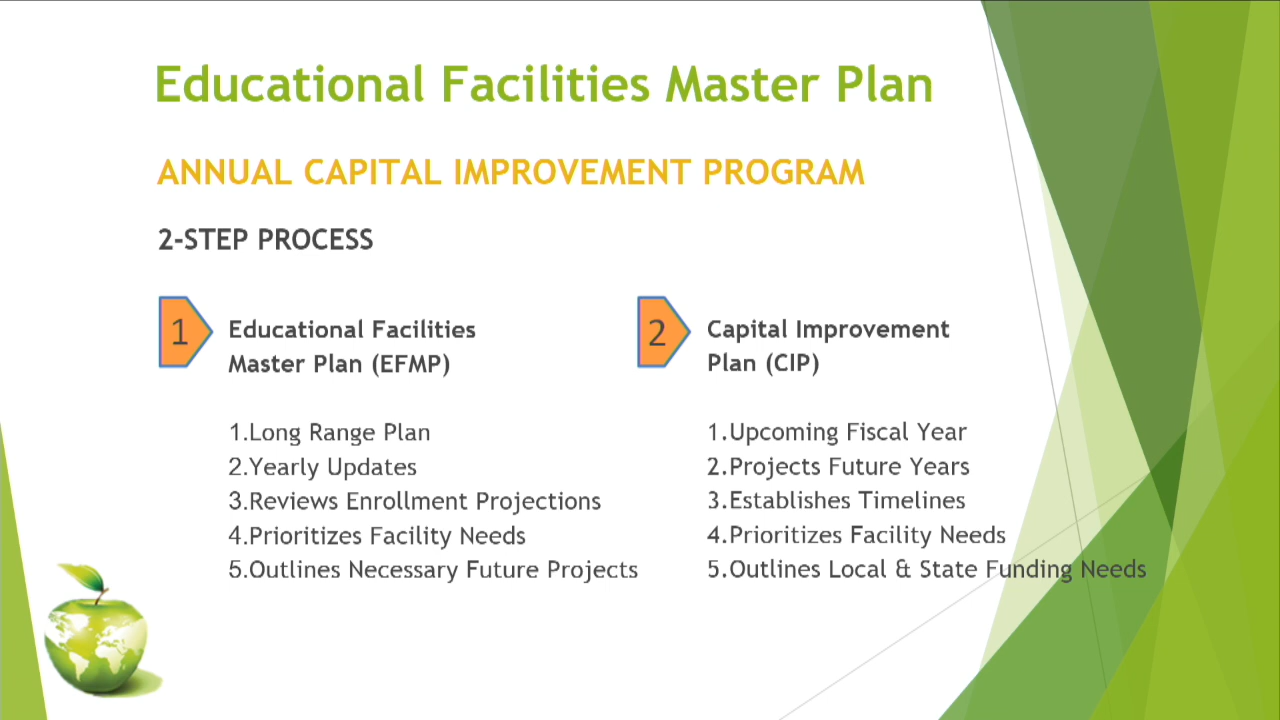 Educational Facilities Master Plan
ANNUAL CAPITAL IMPROVEMENT PROGRAM
2-STEP PROCESS
1
Educational Facilities
Master Plan (EFMP)
1.Long Range Plan
2.Yearly Updates
3.Reviews Enrollment Projections
4.Prioritizes Facility Needs
5.Outlines Necessary Future Projects
2
Capital Improvement
Plan (CIP)
1.Upcoming Fiscal Year
2.Projects Future Years
3.Establishes Timelines
4.Prioritizes Facility Needs
5.Outlines Local & State Funding Needs